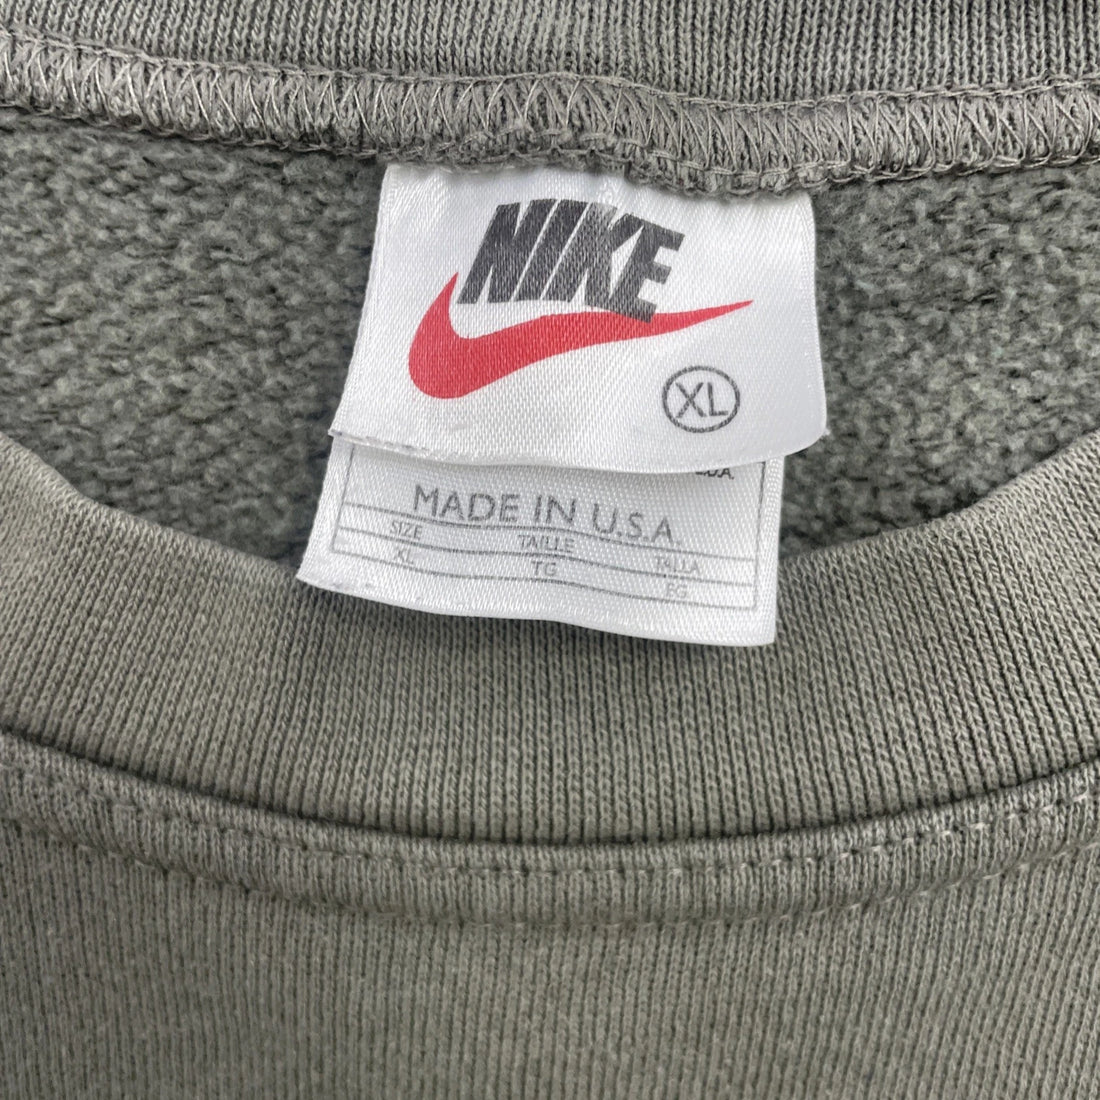 NIKE
XL
U.S.A.
MADE IN U.S.A.
SIZE TAILLE TALLA
XL TG EG